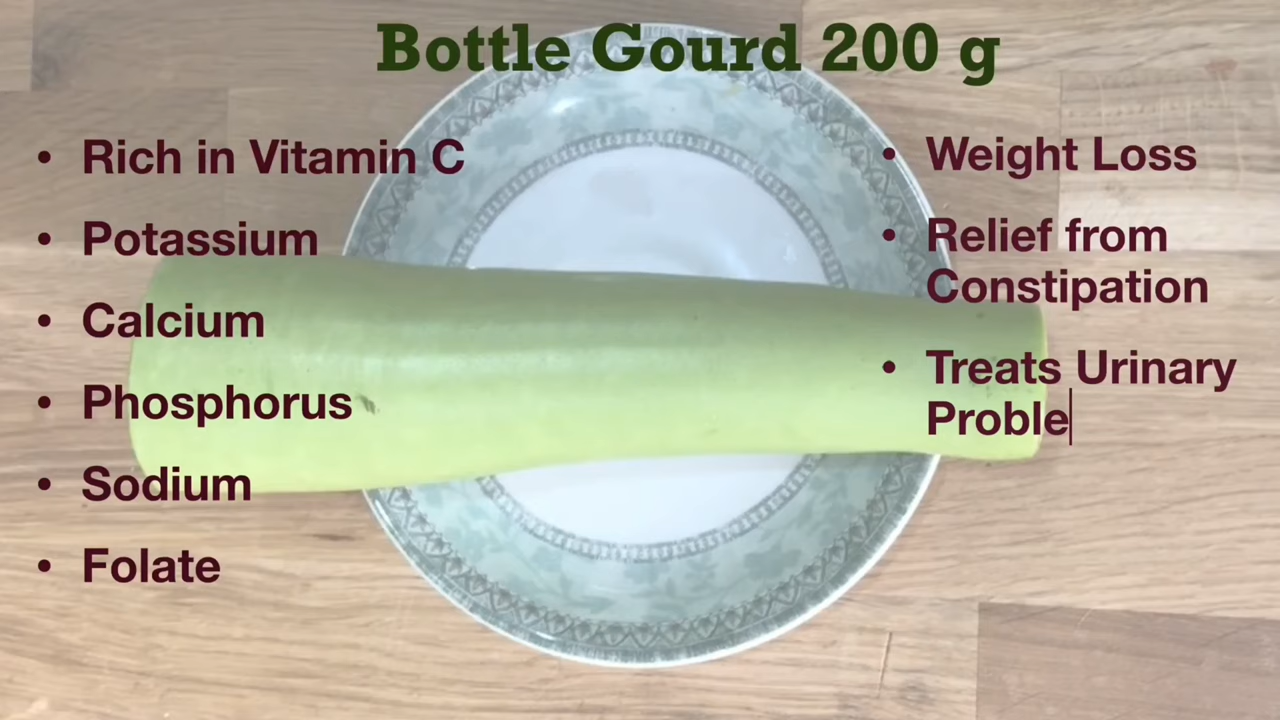 Bottle Gourd 200 g
• Rich in Vitamin C
• Potassium
• Calcium
• Phosphorus
• Sodium
• Folate
• Weight Loss
• Relief from
Constipation
• Treats Urinary
Proble